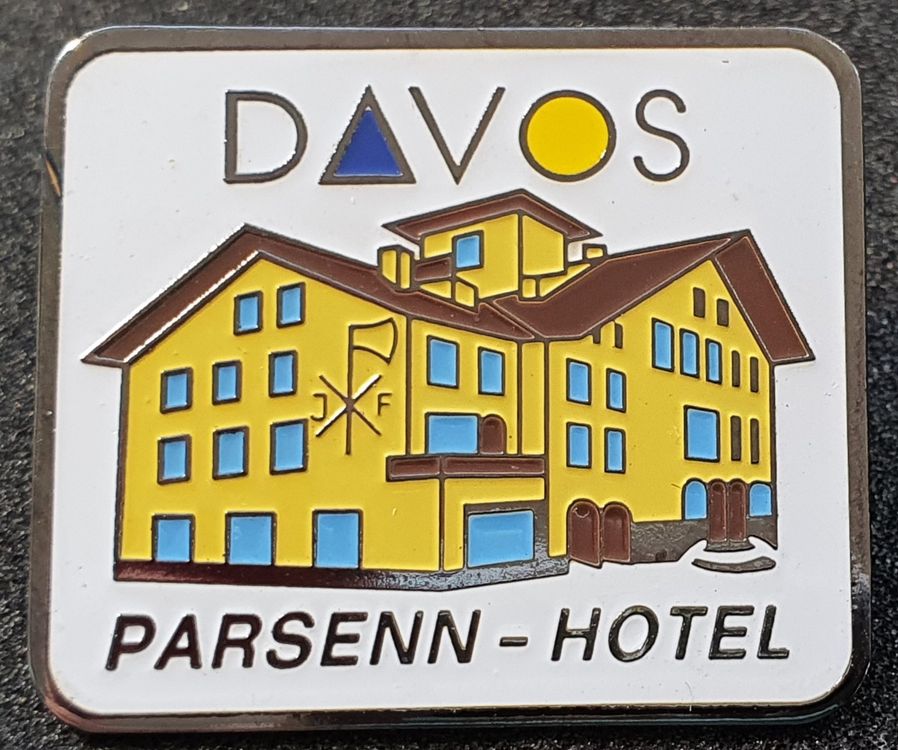 DAVOS
J F
PARSENN - HOTEL